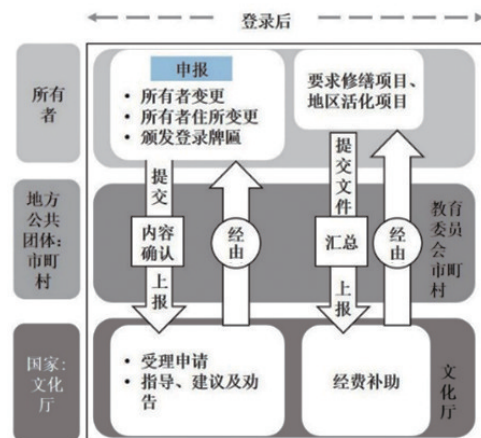 登录后
所有
者
申报
• 所有者变更
• 所有者住所变更
• 颁发登录牌匾
要求修缮项目、
地区活化项目
提交
提交文件
地方
公共
团体:
市町
村
内容
确认
经由
汇总
经由
教育
委员
会
市町
村
上报
上报
国家:
文化
厅
• 受理申请
• 指导、建议及劝
告
经费补助
文化厅